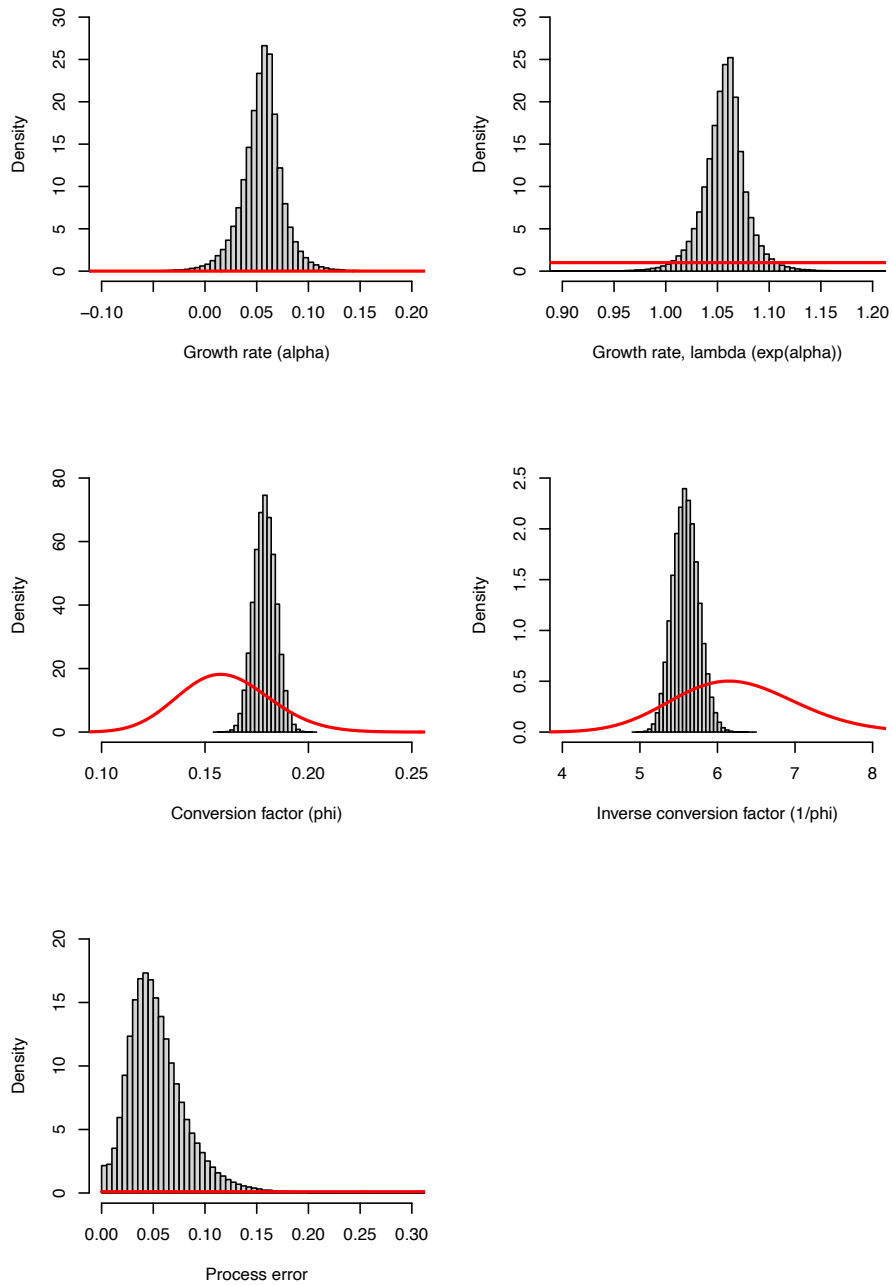 30
25
20
15
10
5
0
Density
−0.10 0.00 0.05 0.10 0.15 0.20
Growth rate (alpha)
30
25
20
15
10
5
0
Density
0.90 0.95 1.00 1.05 1.10 1.15 1.20
Growth rate, lambda (exp(alpha))
80
60
40
20
0
Density
0.10 0.15 0.20 0.25
Conversion factor (phi)
2.5
2.0
1.5
1.0
0.5
0.0
Density
4 5 6 7 8
Inverse conversion factor (1/phi)
20
15
10
5
0
Density
0.00 0.05 0.10 0.15 0.20 0.25 0.30
Process error